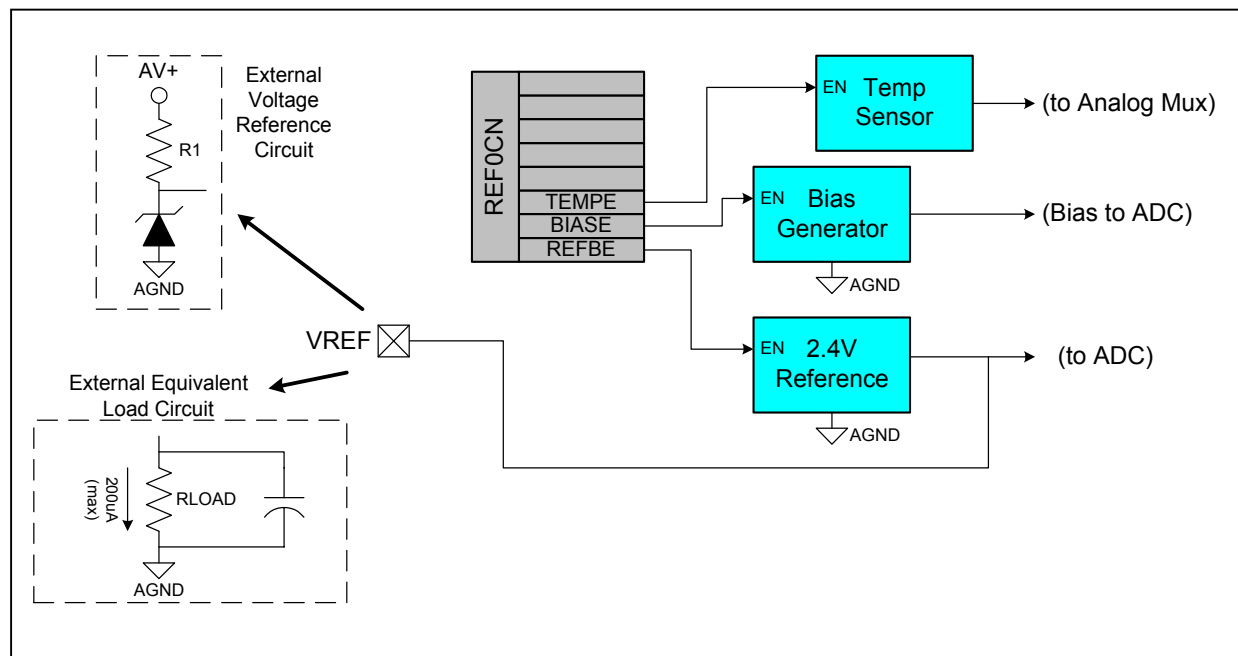 AV+
R1
AGND
External
Voltage
Reference
Circuit
REF0CN
TEMPE
BIASE
REFBE
EN
Temp
Sensor
(to Analog Mux)
EN
Bias
Generator
AGND
(Bias to ADC)
VREF
EN
2.4V
Reference
AGND
(to ADC)
External Equivalent
Load Circuit
200uA
(max)
RLOAD
AGND